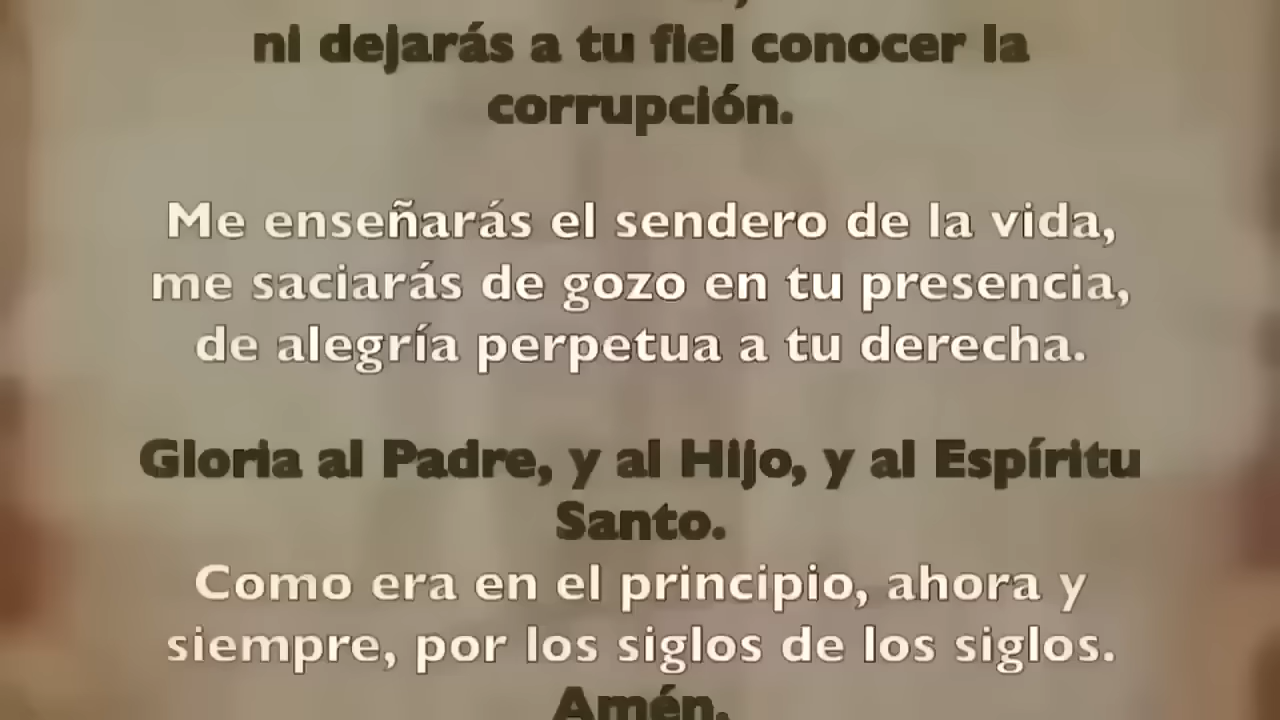 ni dejarás a tu fiel conocer la
corrupción.
Me enseñarás el sendero de la vida,
me saciarás de gozo en tu presencia,
de alegría perpetua a tu derecha.
Gloria al Padre, y al Hijo, y al Espíritu
Santo.
Como era en el principio, ahora y
siempre, por los siglos de los siglos.
Amén.